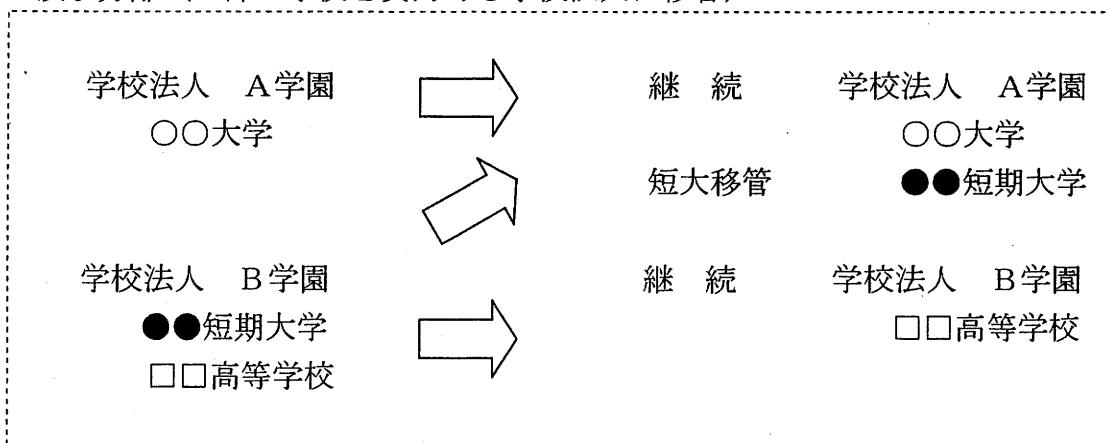 学校法人 A学園 継 続 学校法人 A学園
○○大学 ○○大学
短大移管 ●●短期大学
学校法人 B学園 継 続 学校法人 B学園
●●短期大学 □□高等学校
□□高等学校